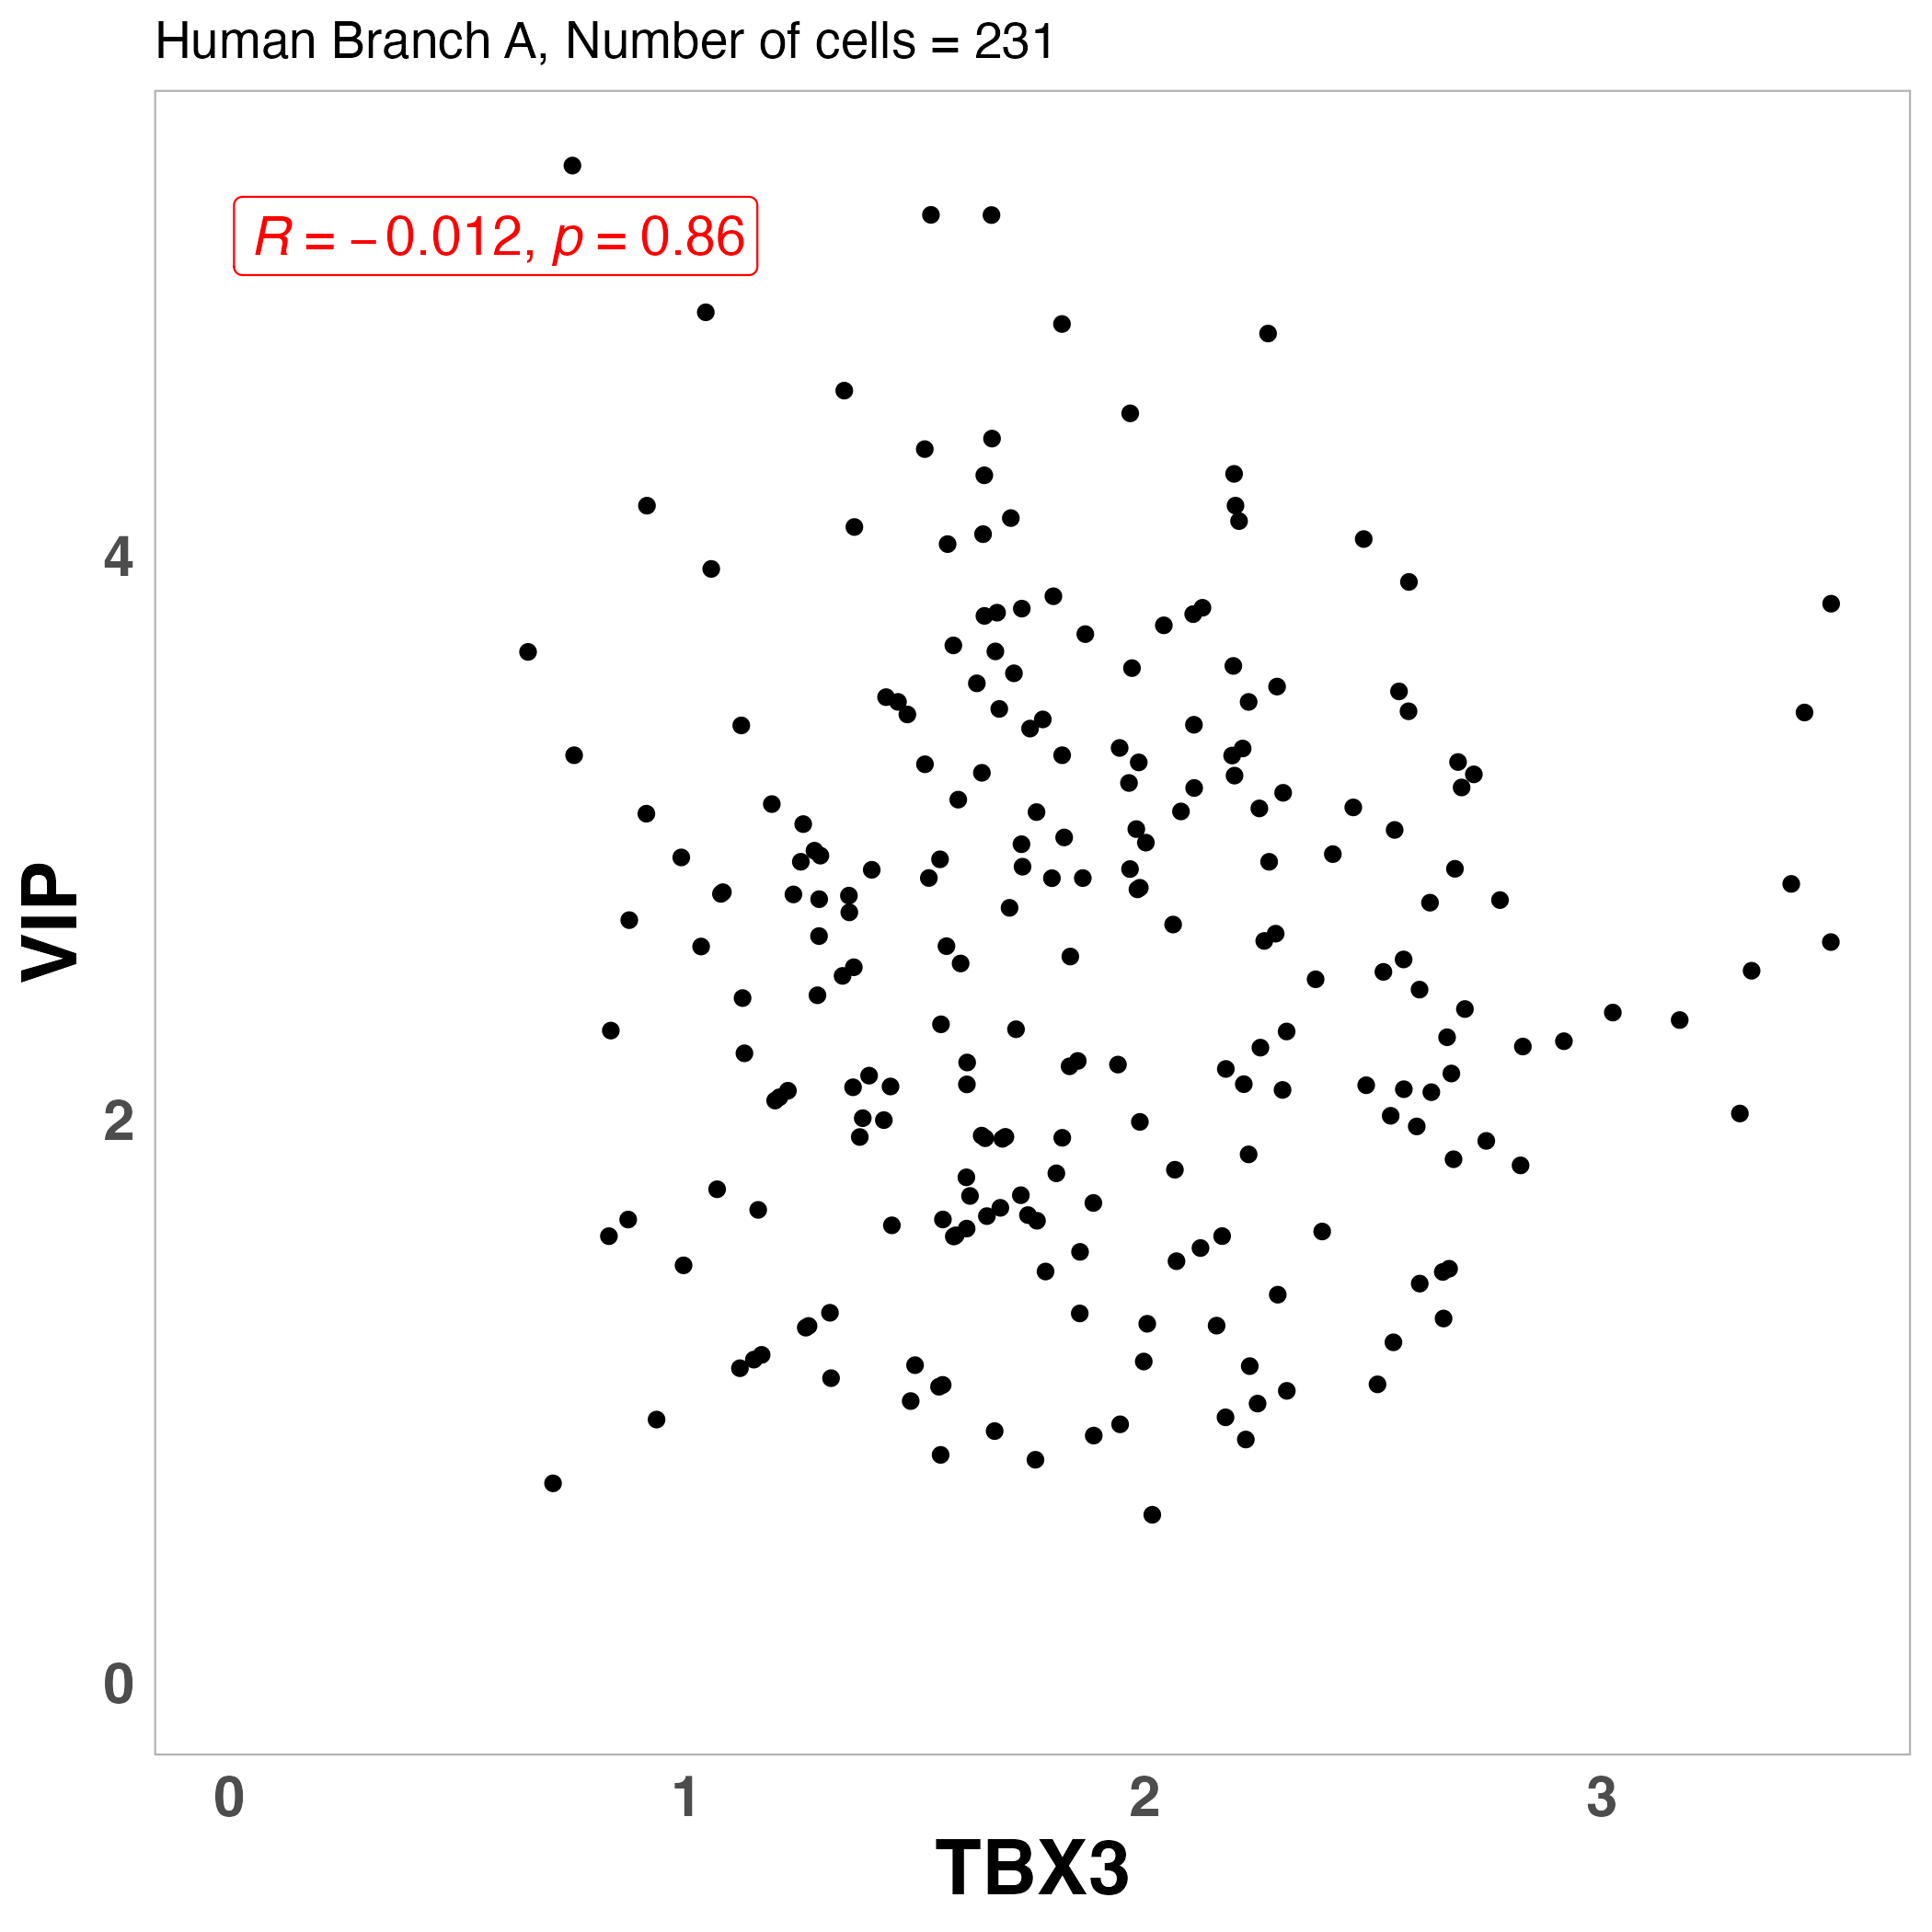 Human Branch A, Number of cells = 231
R = −0.012, p = 0.86
4
2
0
VIP
0 1 2 3
TBX3